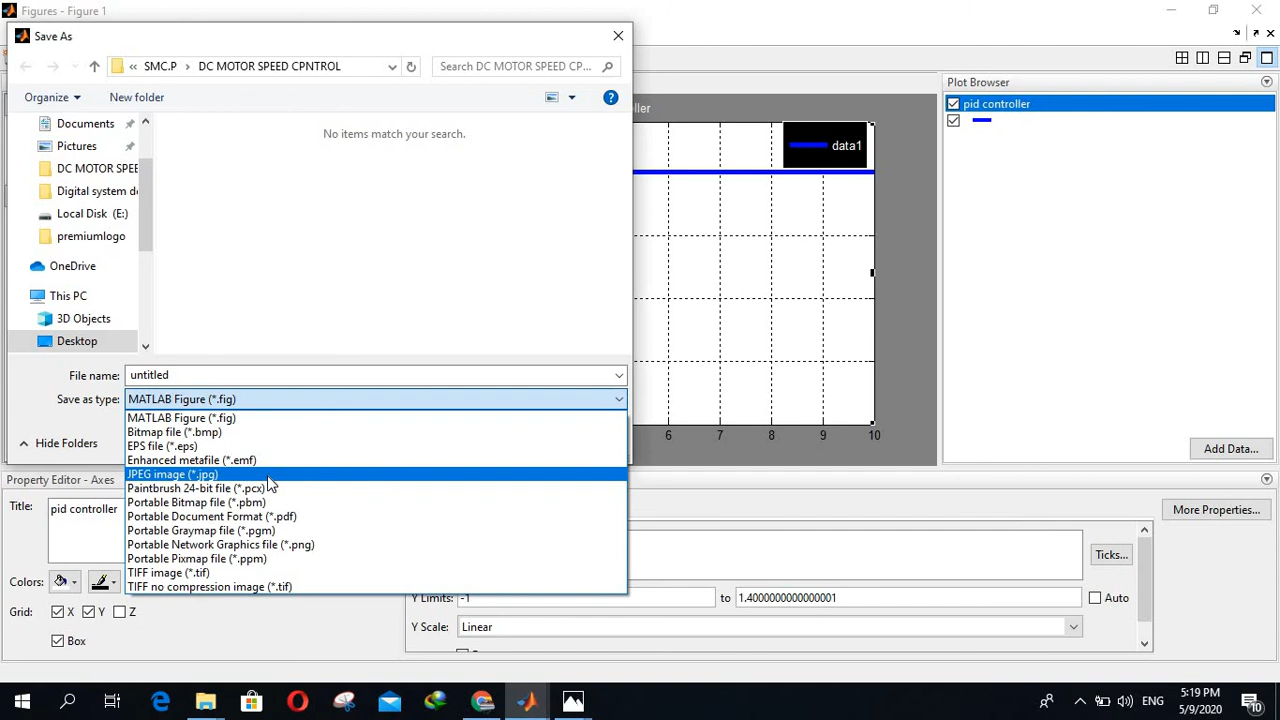 Figures - Figure 1
Save As
SMC.P
DC MOTOR SPEED CPNTROL
Search DC MOTOR SPEED CP...
Organize
New folder
Documents
Pictures
DC MOTOR SPEE
Digital system de
Local Disk (E:)
premiumlogo
OneDrive
This PC
3D Objects
Desktop
No items match your search.
File name:
untitled
Save as type:
MATLAB Figure (*.fig)
MATLAB Figure (*.fig)
Bitmap file (*.bmp)
EPS file (*.eps)
Enhanced metafile (*.emf)
JPEG image (*.jpg)
Paintbrush 24-bit file (*.pcx)
Portable Bitmap file (*.pbm)
Portable Document Format (*.pdf)
Portable Graymap file (*.pgm)
Portable Network Graphics file (*.png)
Portable Pixmap file (*.ppm)
TIFF image (*.tif)
TIFF no compression image (*.tif)
Hide Folders
ller
data1
6 7 8 9 10
Plot Browser
pid controller
Add Data...
Property Editor - Axes
Title:
pid controller
Colors:
Grid:
X
Y
Z
Box
More Properties...
Ticks...
Y Limits:
-1
to
1.4000000000000001
Auto
Y Scale:
Linear
ENG
5:19 PM
5/9/2020
10